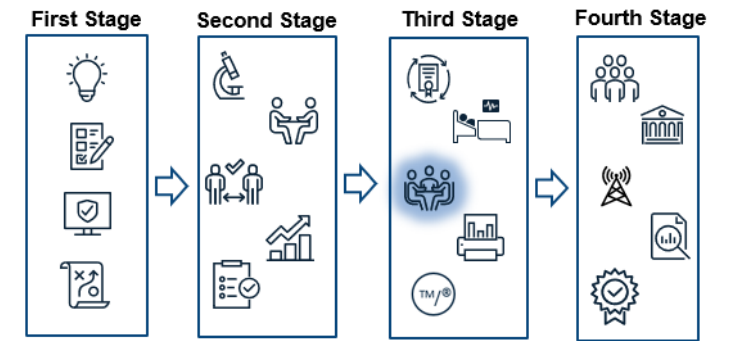 First Stage
Second Stage
Third Stage
Fourth Stage
TM/®